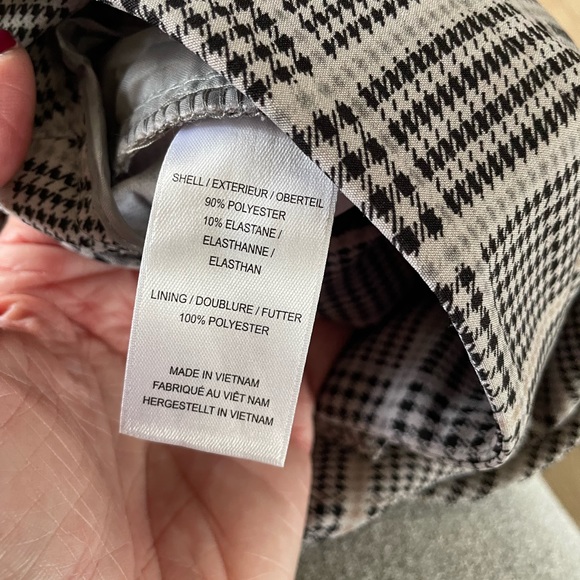 SHELL / EXTERIEUR / OBERTEIL
90% POLYESTER
10% ELASTANE /
ELASTHANNE /
ELASTHAN
LINING / DOUBLURE / FUTTER
100% POLYESTER
MADE IN VIETNAM
FABRIQUÉ AU VIÊT NAM
HERGESTELLT IN VIETNAM